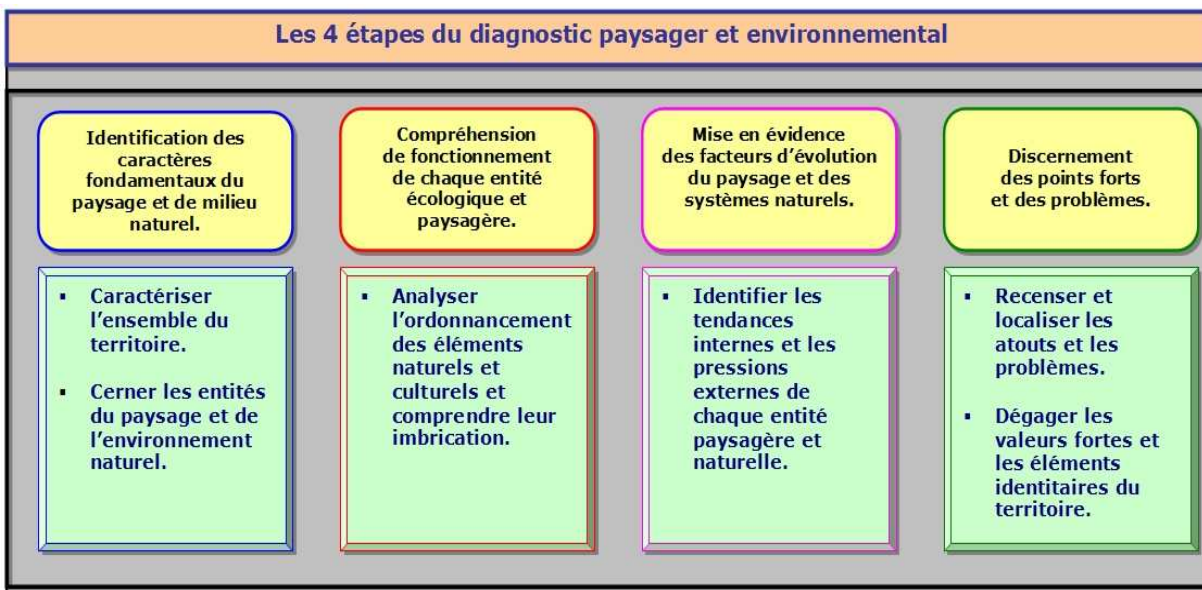 Les 4 étapes du diagnostic paysager et environnemental
Identification des
caractères
fondamentaux du
paysage et de milieu
naturel.
▪ Caractériser
l’ensemble du
territoire.
▪ Cerner les entités
du paysage et de
l’environnement
naturel.
Compréhension
de fonctionnement
de chaque entité
écologique et
paysagère.
▪ Analyser
l’ordonnancement
des éléments
naturels et
culturels et
comprendre leur
imbrication.
Mise en évidence
des facteurs d’évolution
du paysage et des
systèmes naturels.
▪ Identifier les
tendances
internes et les
pressions
externes de
chaque entité
paysagère et
naturelle.
Discernement
des points forts
et des problèmes.
▪ Recenser et
localiser les
atouts et les
problèmes.
▪ Dégager les
valeurs fortes et
les éléments
identitaires du
territoire.